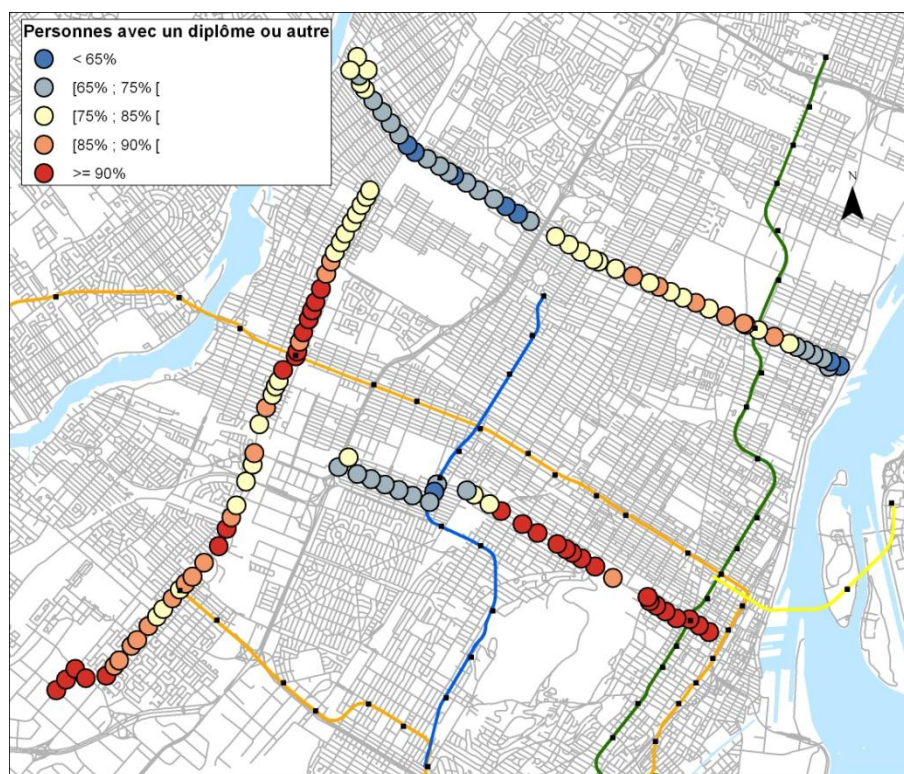 Personnes avec un diplôme ou autre
< 65%
[65% ; 75% [
[75% ; 85% [
[85% ; 90% [
>= 90%
N